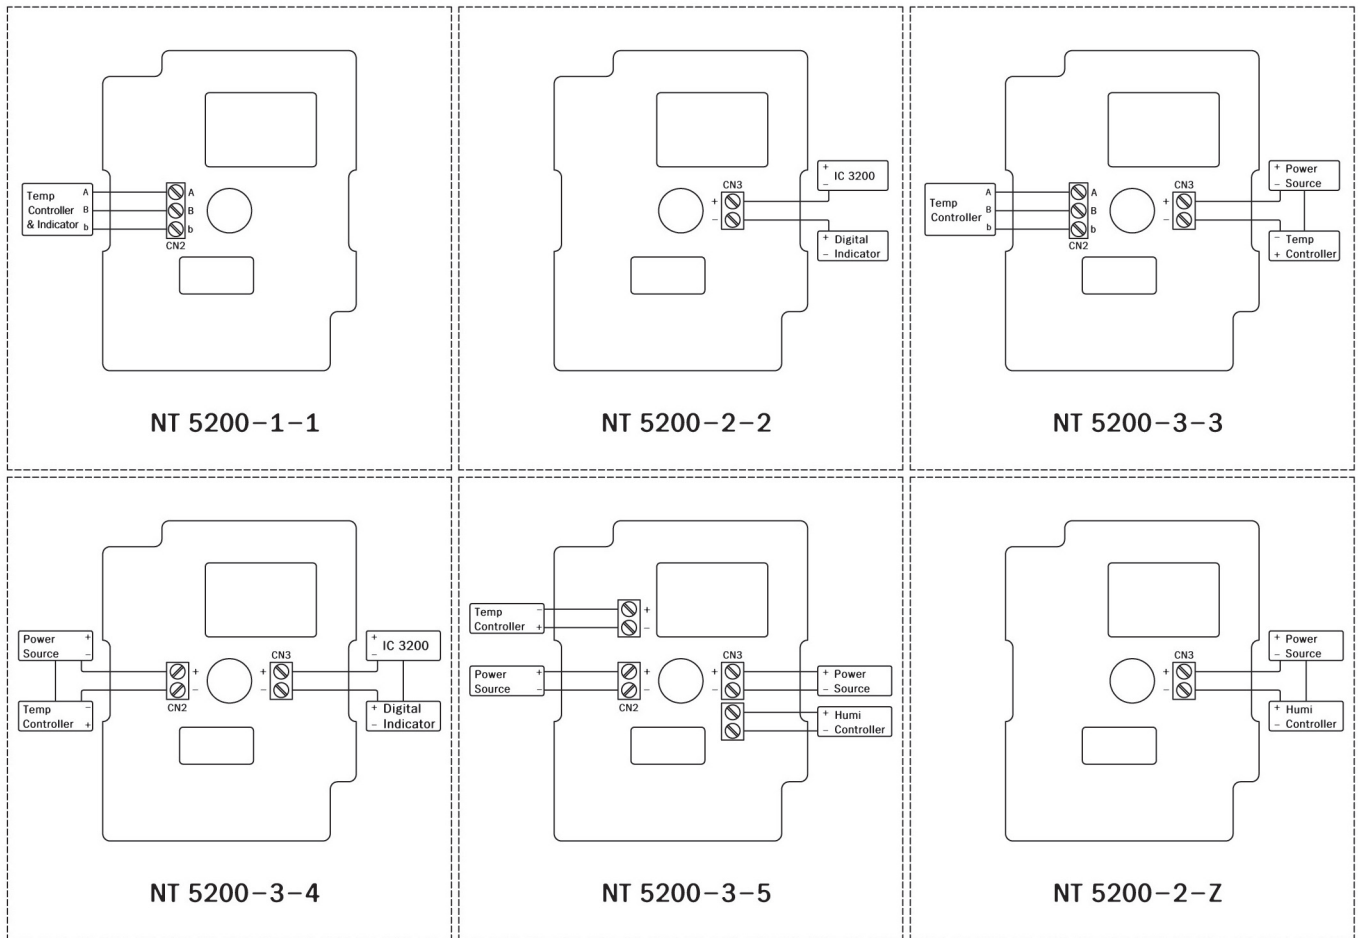 Temp
Controller
& Indicator
A
B
b
A
B
b
CN2
NT 5200-1-1
CN3
+
−
+
−
IC 3200
+ Digital
− Indicator
NT 5200-2-2
Temp
Controller
A
B
b
A
B
b
CN2
CN3
+
−
+ Power
− Source
− Temp
+ Controller
NT 5200-3-3
Power +
Source −
Temp −
Controller +
+
−
CN2
CN3
+
−
+
−
IC 3200
+ Digital
− Indicator
NT 5200-3-4
Temp −
Controller +
+
−
Power +
Source −
+
−
CN2
CN3
+
−
+ Power
− Source
+ Humi
− Controller
NT 5200-3-5
CN3
+
−
+ Power
− Source
+ Humi
− Controller
NT 5200-2-Z